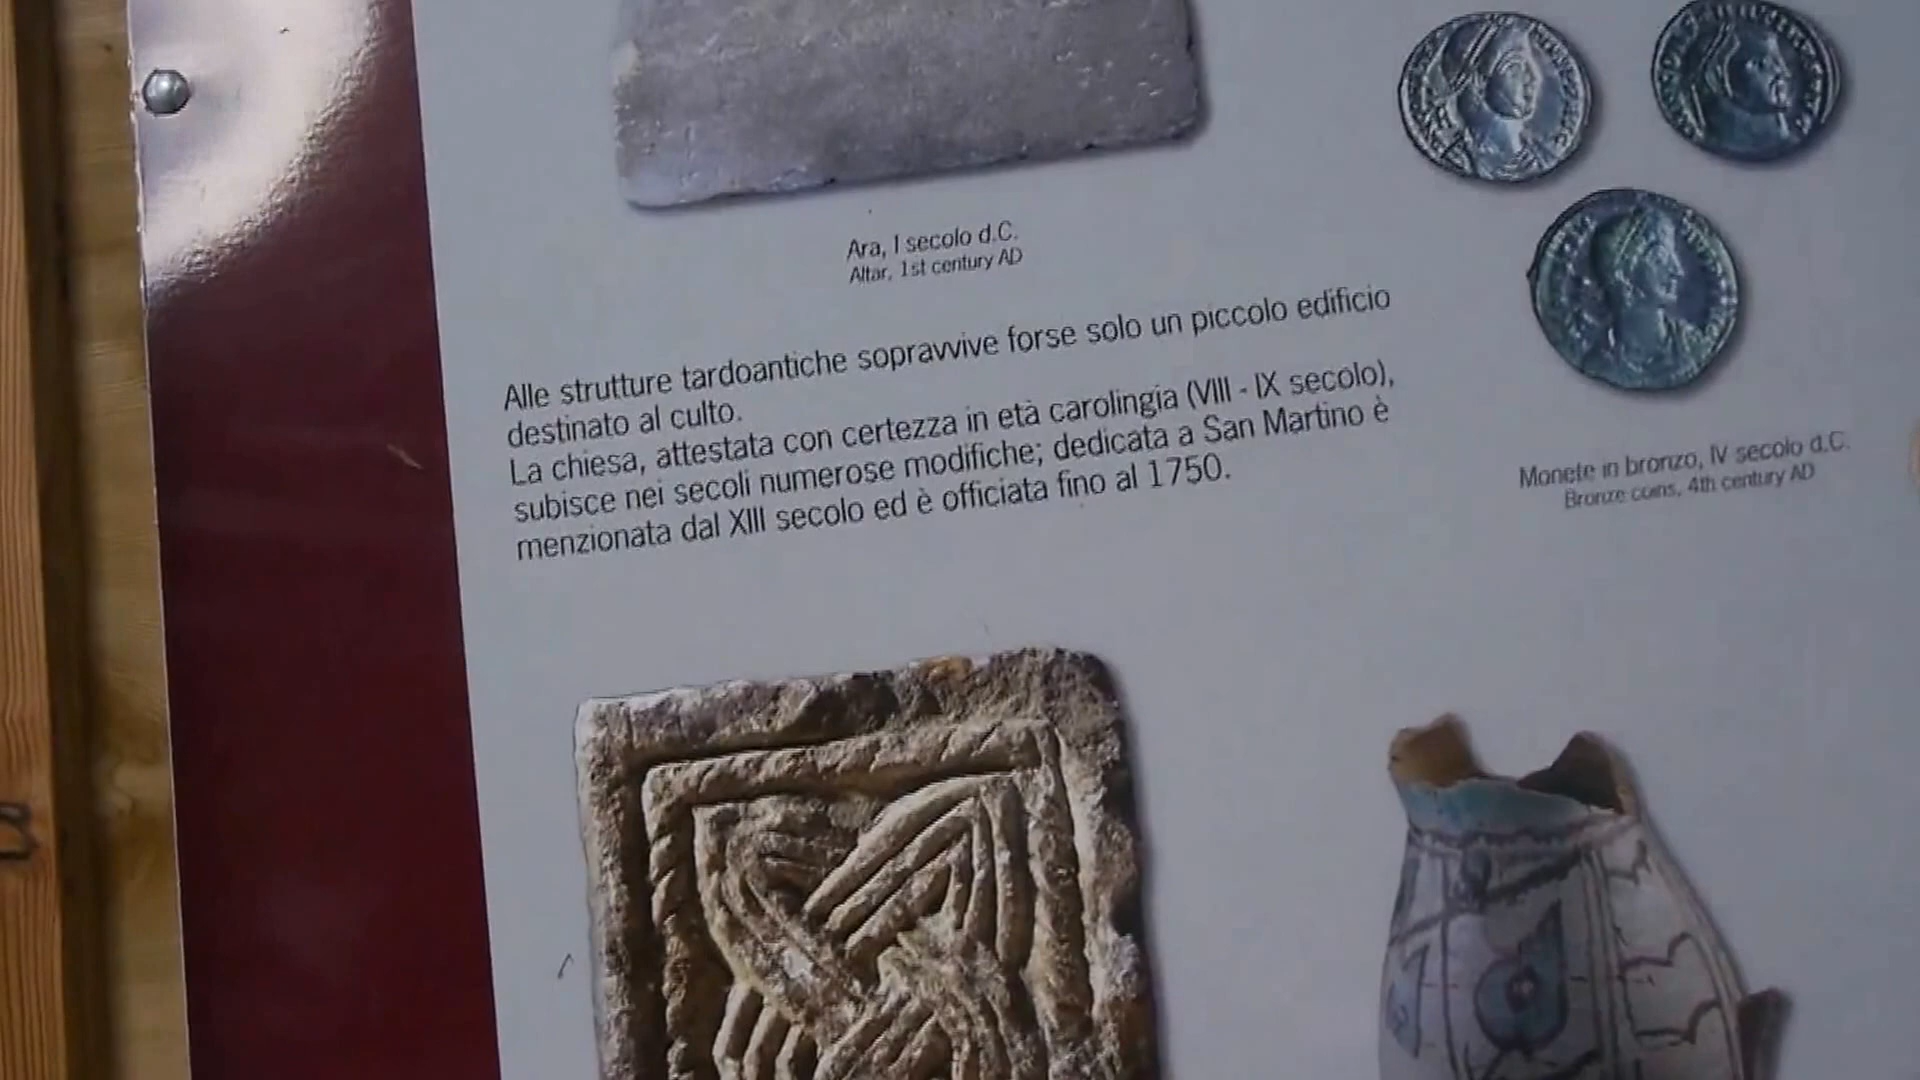 Ara, I secolo d.C.
Altar, 1st century AD
Alle strutture tardoantiche sopravvive forse solo un piccolo edificio
destinato al culto.
La chiesa, attestata con certezza in età carolingia (VIII - IX secolo),
subisce nei secoli numerose modifiche; dedicata a San Martino è
menzionata dal XIII secolo ed è officiata fino al 1750.
Monete in bronzo, IV secolo d.C.
Bronze coins, 4th century AD